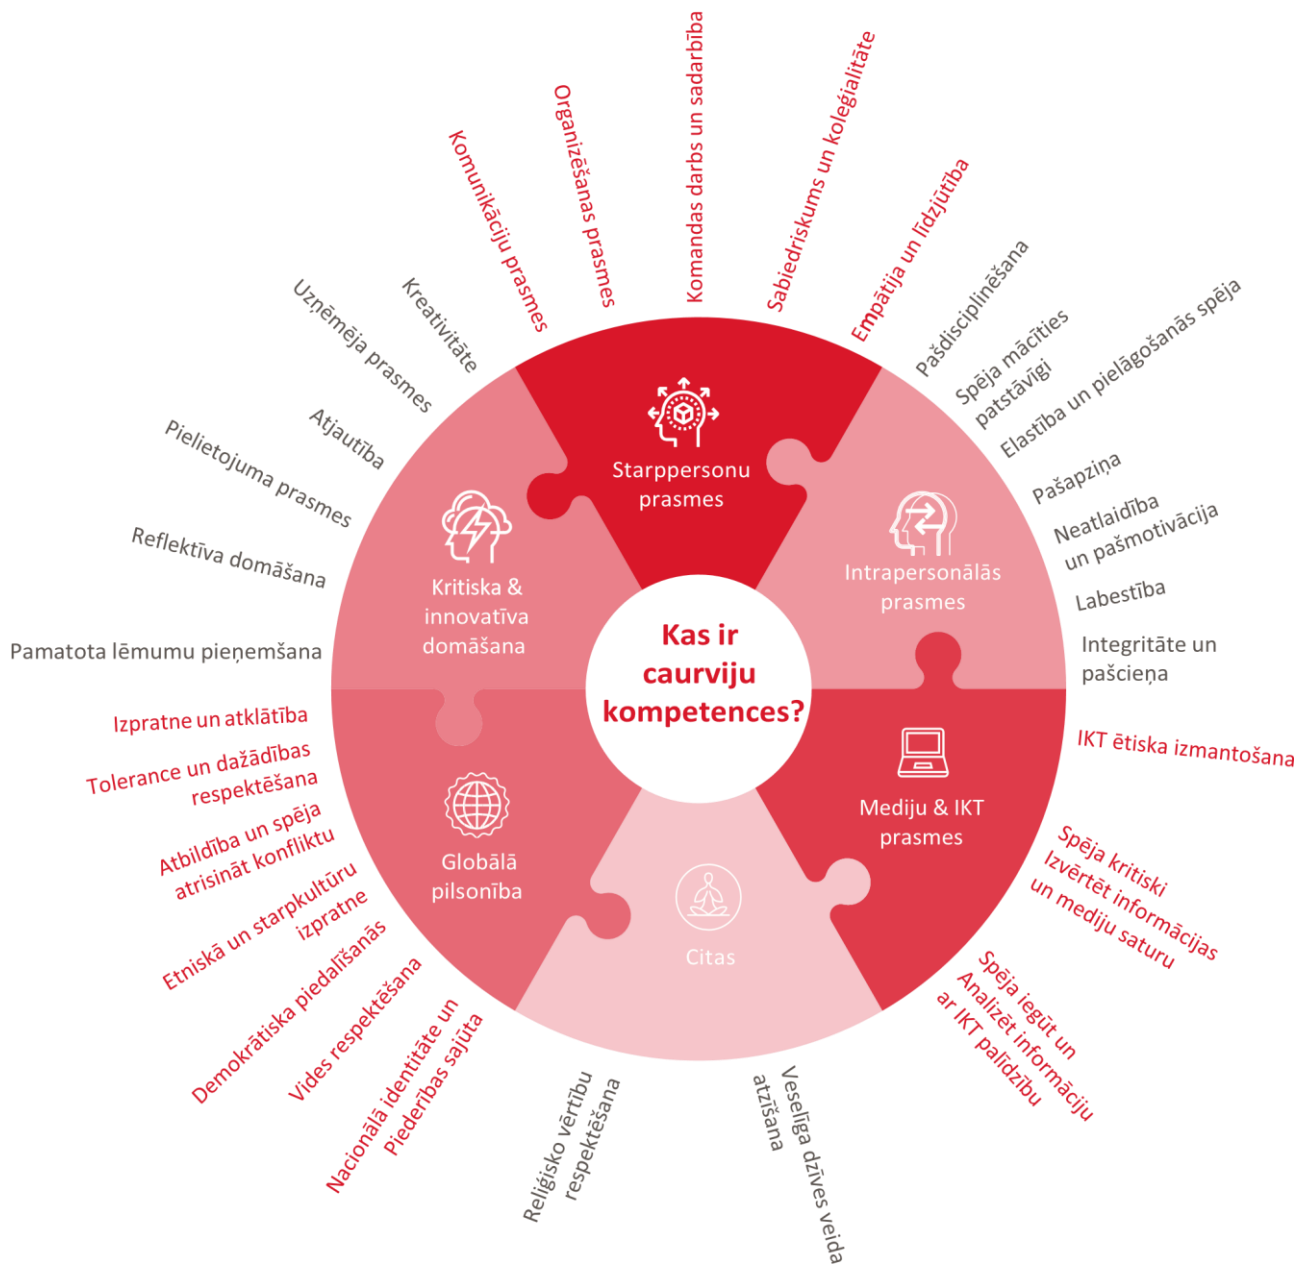 Kas ir
caurviju
kompetences?
Starppersonu
prasmes
Komunikāciju prasmes
Organizēšanas prasmes
Komandas darbs un sadarbība
Sabiedriskums un koleģialitāte
Empātija un līdzjūtība
Intrapersonālās
prasmes
Pašdisciplinēšana
Spēja mācīties
patstāvīgi
Elastība un pielāgošanās spēja
Pašapziņa
Neatlaidība
un pašmotivācija
Labestība
Integritāte un
pašcieņa
Mediju & IKT
prasmes
IKT ētiska izmantošana
Spēja kritiski
Izvērtēt informācijas
un mediju saturu
Spēja iegūt un
Analizēt informāciju
ar IKT palīdzību
Citas
Veselīga dzīves veida
atzīšana
Reliģisko vērtību
respektēšana
Globālā
pilsonība
Nacionālā identitāte un
Piederības sajūta
Vides respektēšana
Demokrātiska piedalīšanās
Etniskā un starpkultūru
izpratne
Atbildība un spēja
atrisināt konfliktu
Tolerance un dažādības
respektēšana
Izpratne un atklātība
Kritiska &
innovatīva
domāšana
Pamatota lēmumu pieņemšana
Reflektīva domāšana
Pielietojuma prasmes
Atjautība
Uzņēmēja prasmes
Kreativitāte